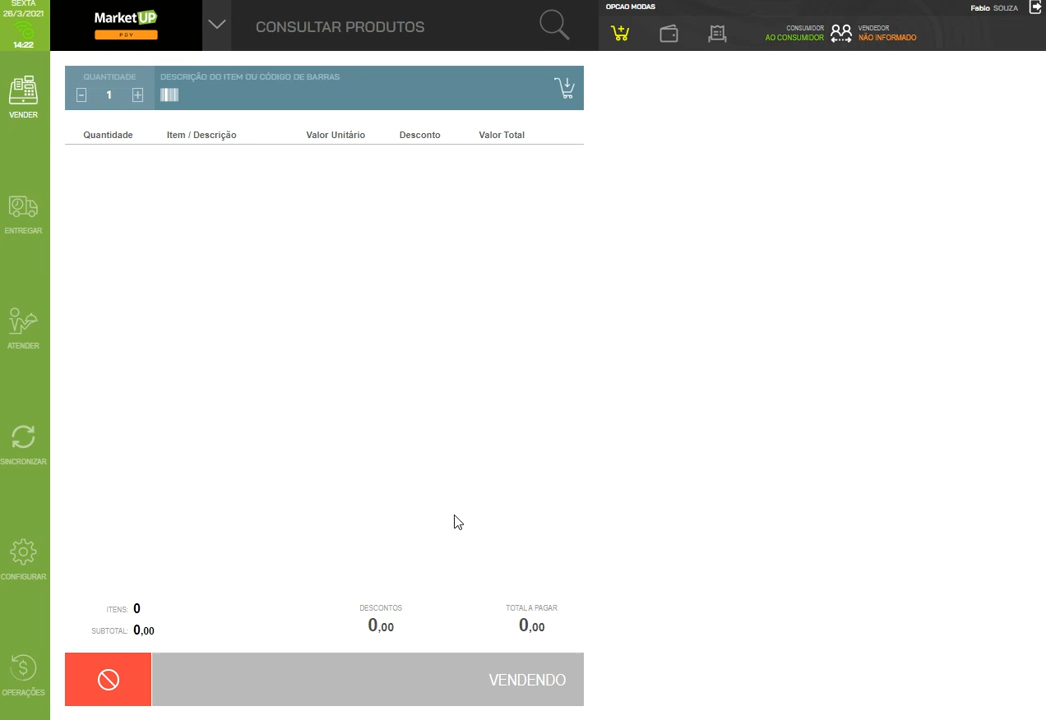 SEXTA
26/3/2021
14:22
MarketUP
PDV
CONSULTAR PRODUTOS
OPCAO MODAS
Fabio SOUZA
CONSUMIDOR
AO CONSUMIDOR
VENDEDOR
NÃO INFORMADO
VENDER
ENTREGAR
ATENDER
SINCRONIZAR
CONFIGURAR
OPERAÇÕES
QUANTIDADE
- 1 +
DESCRIÇÃO DO ITEM OU CÓDIGO DE BARRAS
Quantidade Item / Descrição Valor Unitário Desconto Valor Total
ITENS: 0
SUBTOTAL: 0,00
DESCONTOS
0,00
TOTAL A PAGAR
0,00
VENDENDO